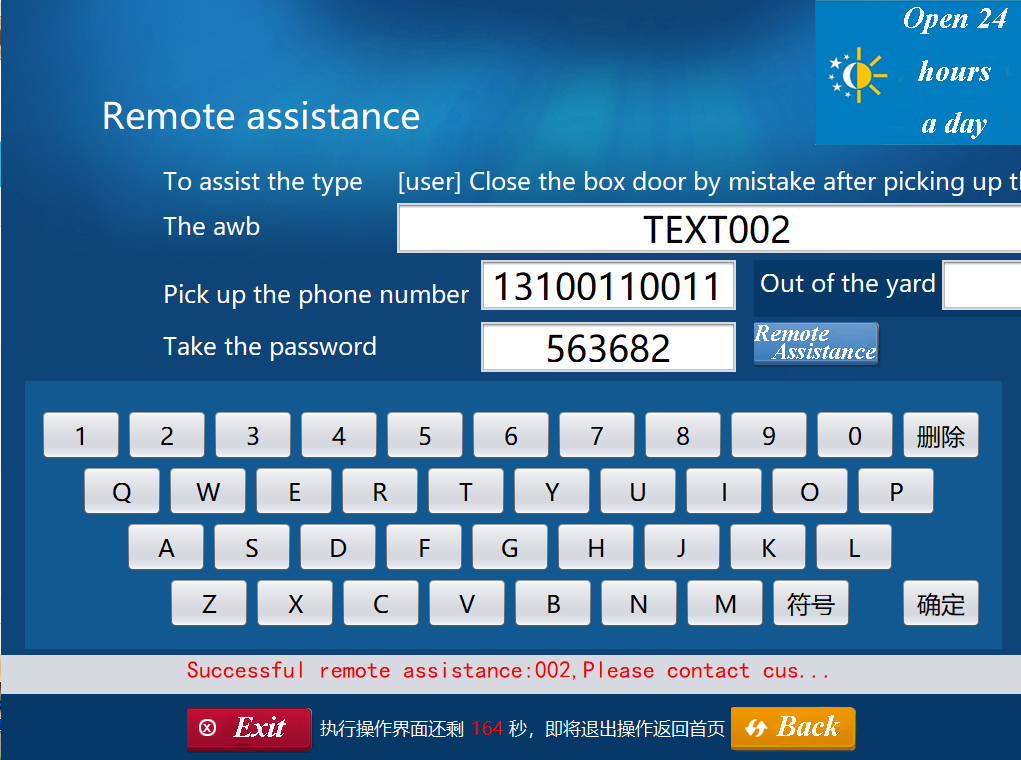 Open 24
hours
a day
Remote assistance
To assist the type [user] Close the box door by mistake after picking up
The awb TEXT002
Pick up the phone number 13100110011 Out of the yard
Take the password 563682 Remote
Assistance
1 2 3 4 5 6 7 8 9 0 删除
Q W E R T Y U I O P
A S D F G H J K L
Z X C V B N M 符号 确定
Successful remote assistance:002,Please contact cus...
Exit 执行操作界面还剩 164 秒，即将退出操作返回首页 Back